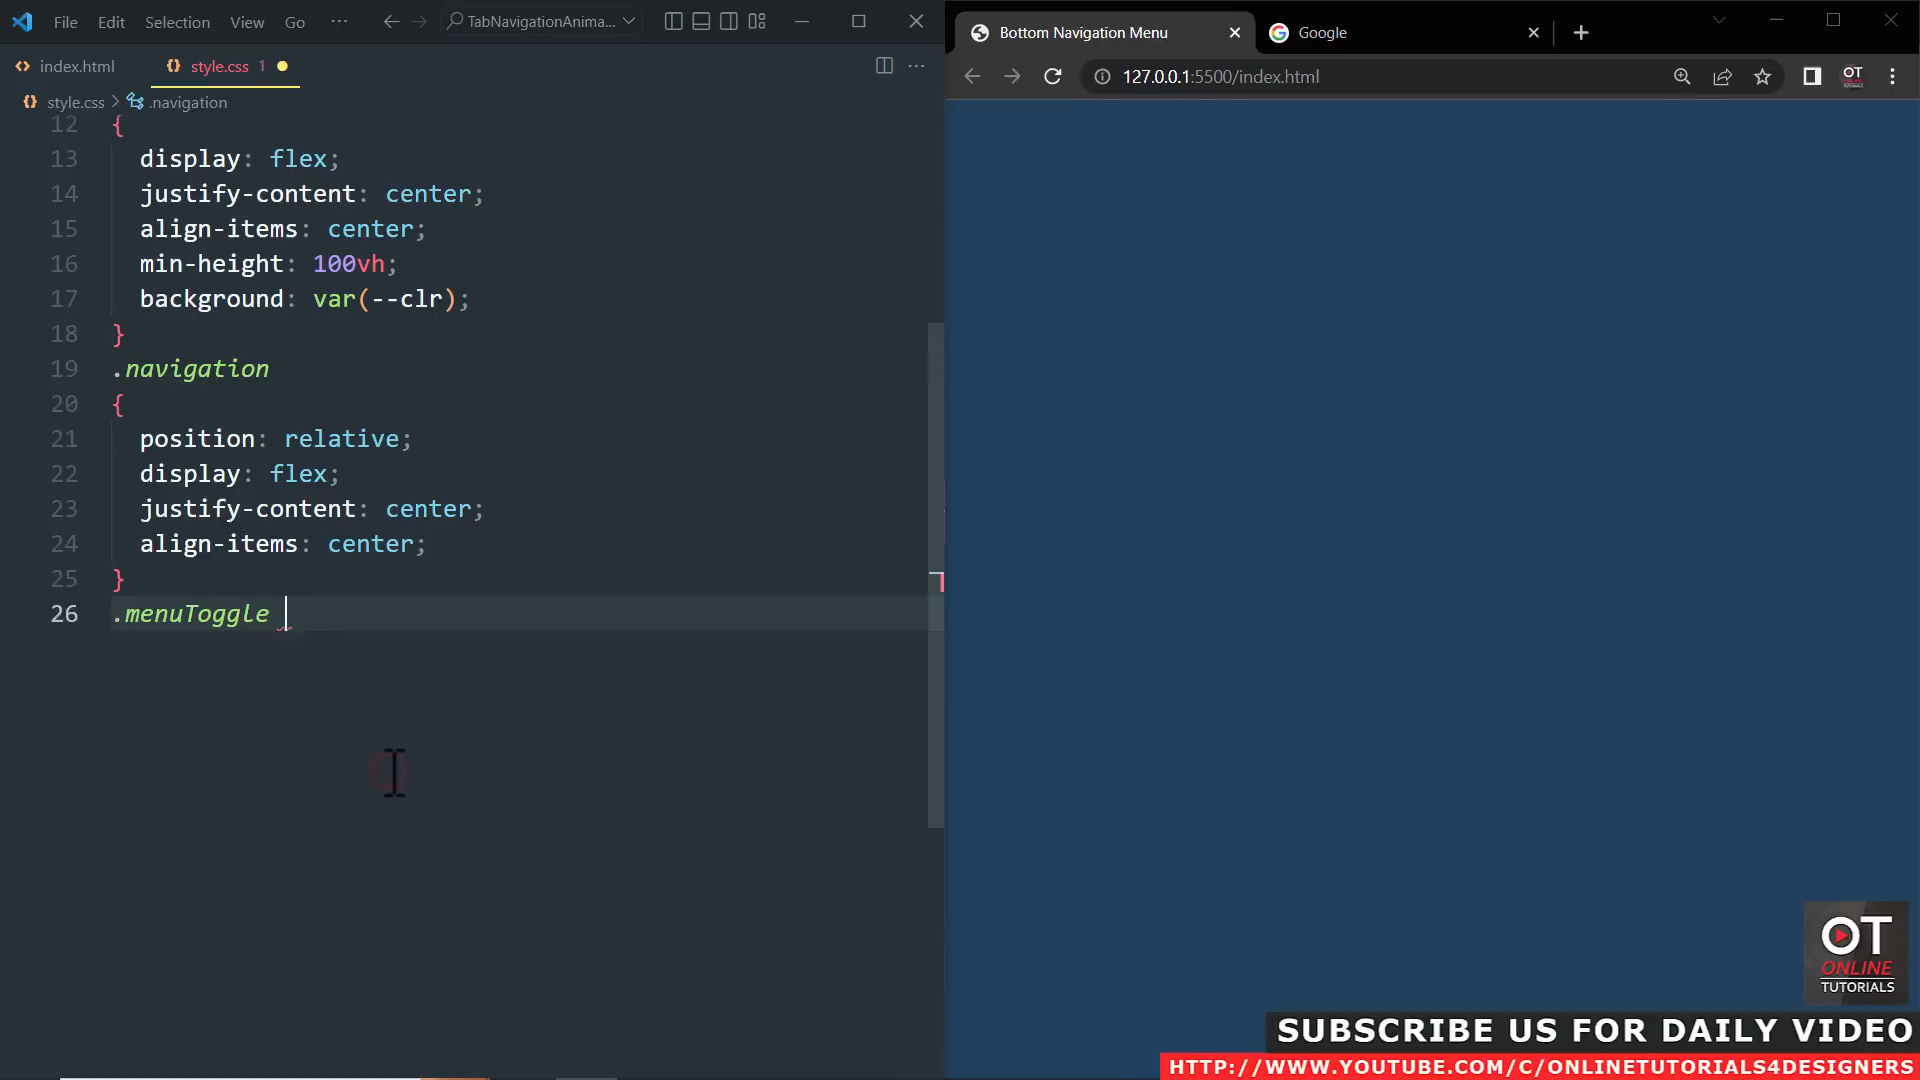 File Edit Selection View Go ··· TabNavigationAnima...
index.html style.css 1
style.css > .navigation
12 {
13 display: flex;
14 justify-content: center;
15 align-items: center;
16 min-height: 100vh;
17 background: var(--clr);
18 }
19 .navigation
20 {
21 position: relative;
22 display: flex;
23 justify-content: center;
24 align-items: center;
25 }
26 .menuToggle
Bottom Navigation Menu Google
127.0.0.1:5500/index.html
OT
OT
ONLINE
TUTORIALS
SUBSCRIBE US FOR DAILY VIDEO
HTTP://WWW.YOUTUBE.COM/C/ONLINETUTORIALS4DESIGNERS